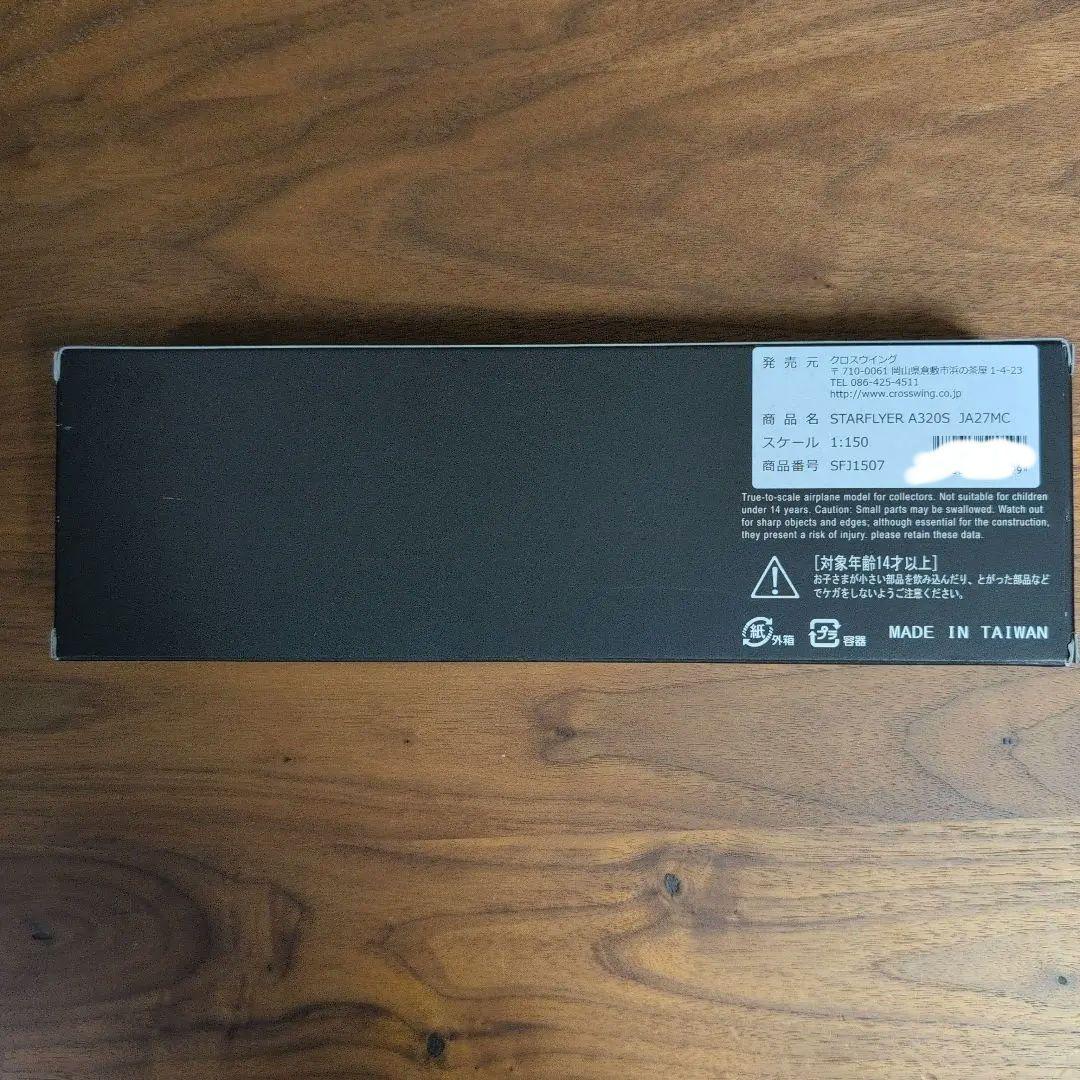 発売元 クロスウイング
〒710-0061 岡山県倉敷市浜の茶屋 1-4-23
TEL 086-425-4511
http://www.crosswing.co.jp
商品名 STARFLYER A320S JA27MC
スケール 1:150
商品番号 SFJ1507
True-to-scale airplane model for collectors. Not suitable for children
under 14 years. Caution: Small parts may be swallowed. Watch out
for sharp objects and edges; although essential for the construction,
they present a risk of injury. please retain these data.
[対象年齢14才以上]
お子さまが小さい部品を飲み込んだり、とがった部品など
でケガをしないようご注意ください。
紙 外箱 プラ 容器 MADE IN TAIWAN